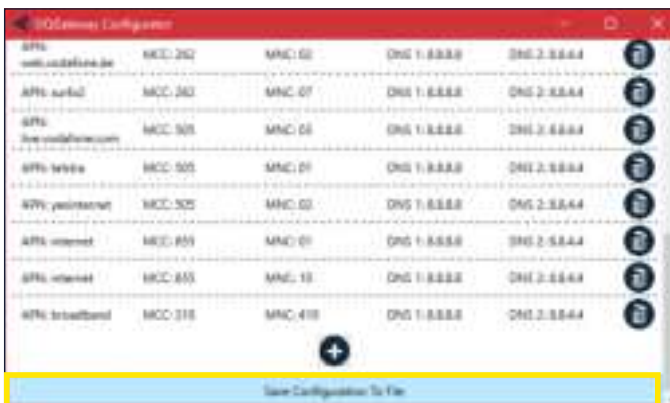 DQGateway Configurator
APN: web.vodafone.de MCC: 262 MNC: 02 DNS 1: 8.8.8.8 DNS 2: 8.8.4.4
APN: surfo2 MCC: 262 MNC: 07 DNS 1: 8.8.8.8 DNS 2: 8.8.4.4
APN: live.vodafone.com MCC: 505 MNC: 03 DNS 1: 8.8.8.8 DNS 2: 8.8.4.4
APN: telstra MCC: 505 MNC: 01 DNS 1: 8.8.8.8 DNS 2: 8.8.4.4
APN: yesinternet MCC: 505 MNC: 02 DNS 1: 8.8.8.8 DNS 2: 8.8.4.4
APN: internet MCC: 655 MNC: 01 DNS 1: 8.8.8.8 DNS 2: 8.8.4.4
APN: internet MCC: 655 MNC: 10 DNS 1: 8.8.8.8 DNS 2: 8.8.4.4
APN: broadband MCC: 310 MNC: 410 DNS 1: 8.8.8.8 DNS 2: 8.8.4.4
Save Configuration To File